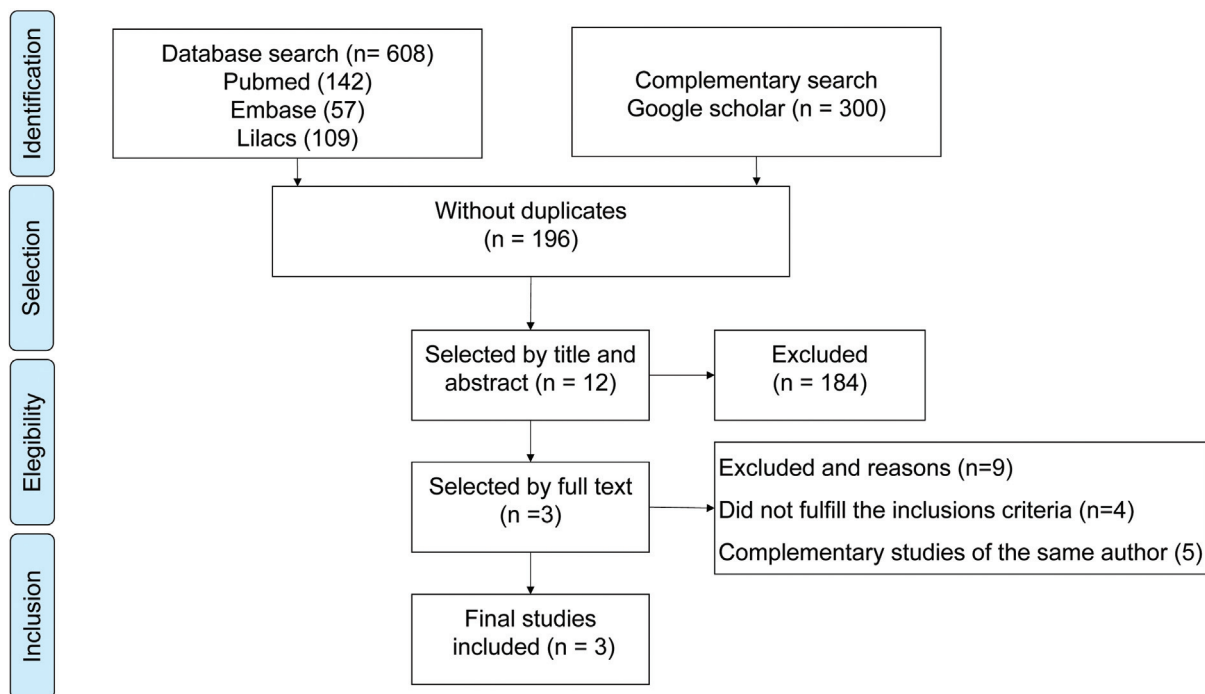 Identification
Database search (n= 608)
Pubmed (142)
Embase (57)
Lilacs (109)
Complementary search
Google scholar (n = 300)
Selection
Without duplicates
(n = 196)
Elegibility
Selected by title and
abstract (n = 12)
Excluded
(n = 184)
Selected by full text
(n =3)
Excluded and reasons (n=9)
Did not fulfill the inclusions criteria (n=4)
Complementary studies of the same author (5)
Inclusion
Final studies
included (n = 3)